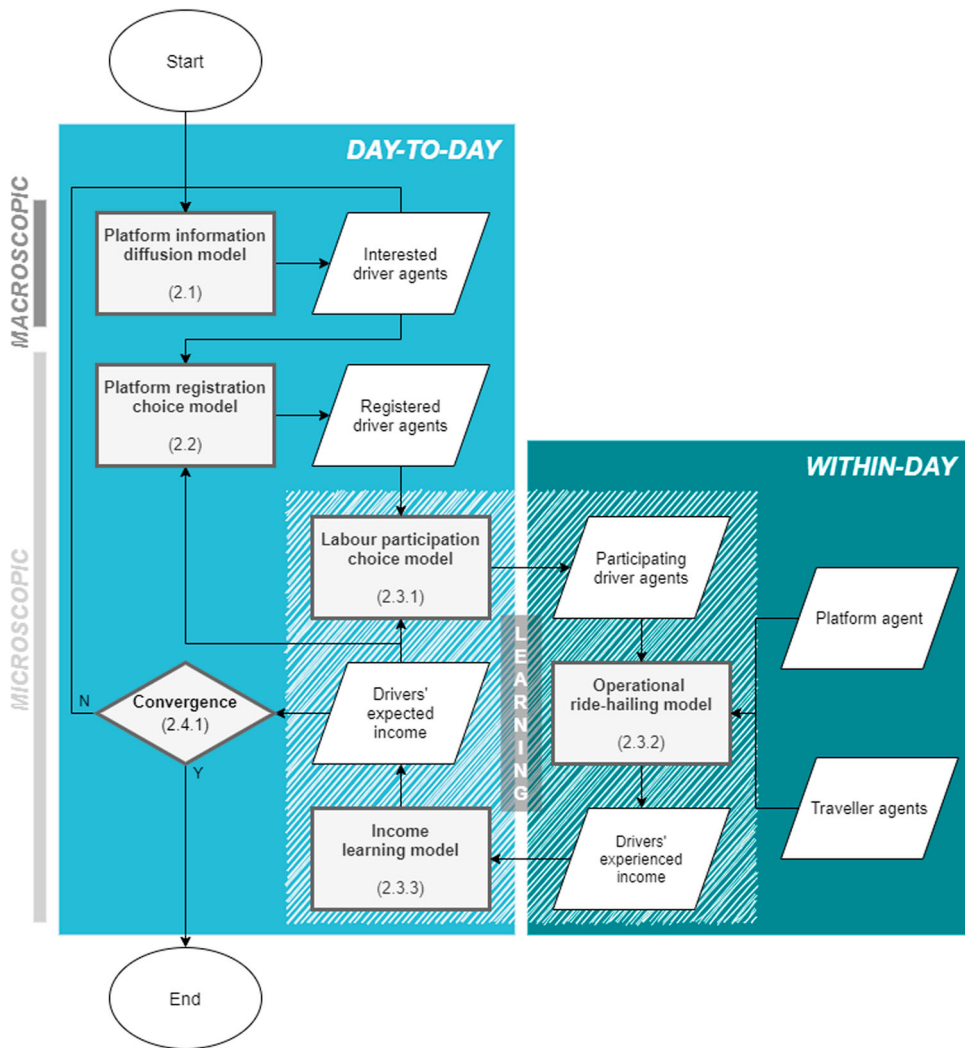 Start
DAY-TO-DAY
MACROSCOPIC
Platform information
diffusion model
(2.1)
Interested
driver agents
Platform registration
choice model
(2.2)
Registered
driver agents
WITHIN-DAY
MICROSCOPIC
Labour participation
choice model
(2.3.1)
Participating
driver agents
Platform agent
LEARNING
N
Convergence
(2.4.1)
Y
Drivers'
expected
income
Operational
ride-hailing model
(2.3.2)
Traveller agents
Income
learning model
(2.3.3)
Drivers'
experienced
income
End